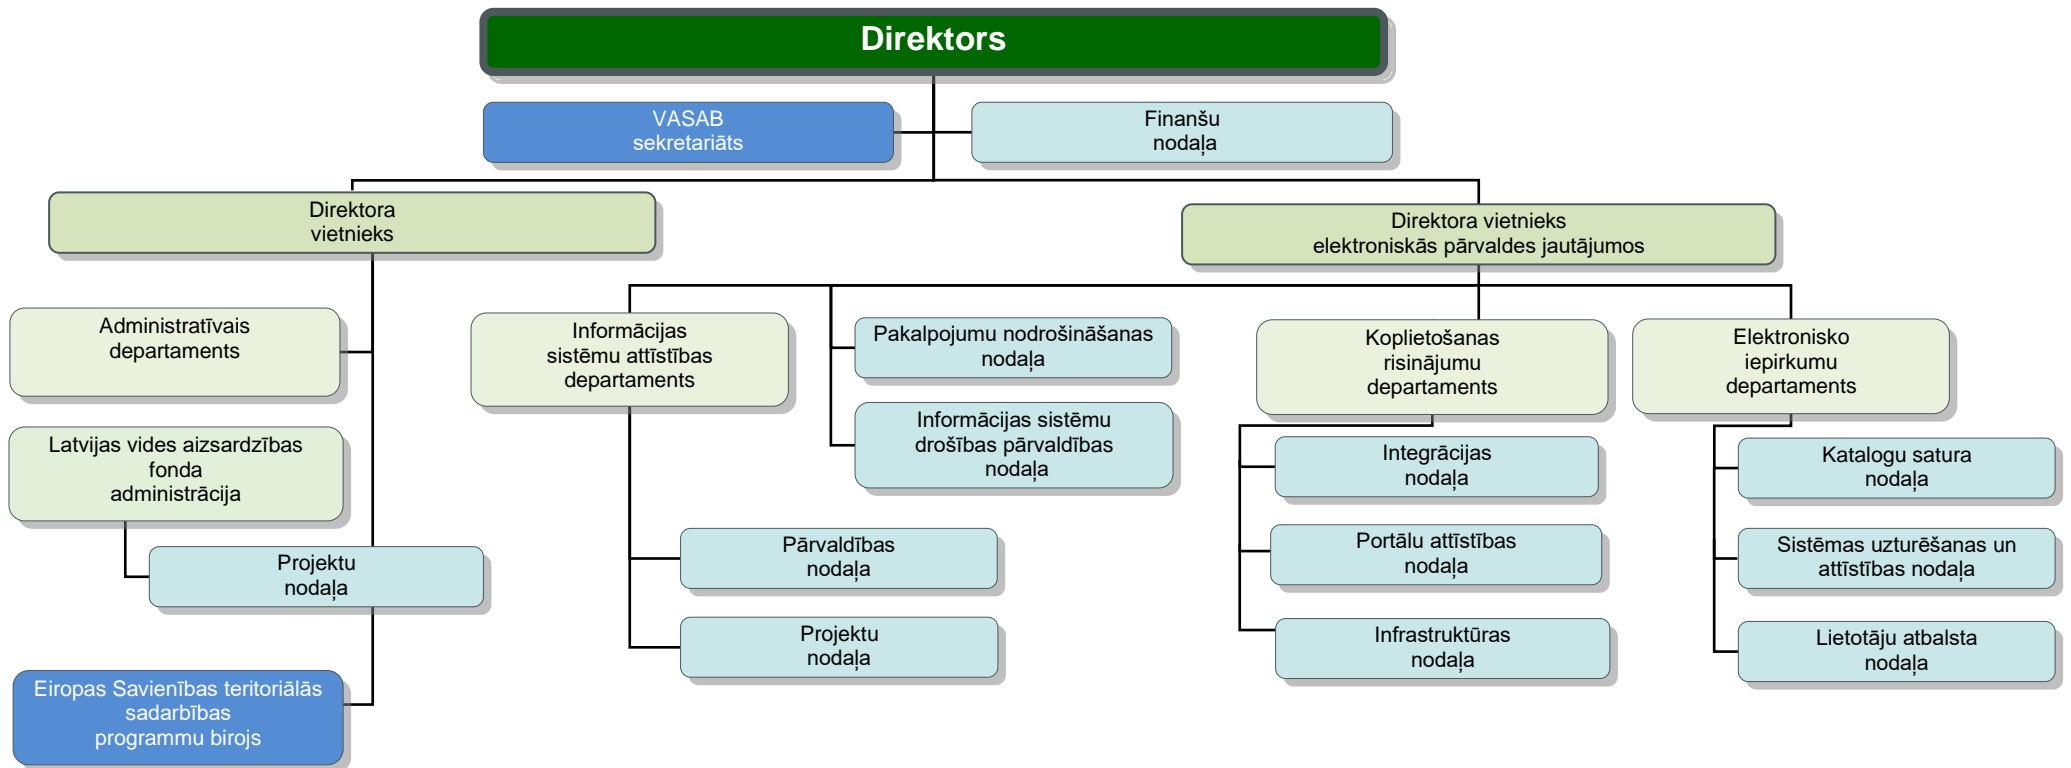 Direktors
VASAB
sekretariāts
Finanšu
nodaļa
Direktora
vietnieks
Direktora vietnieks
elektroniskās pārvaldes jautājumos
Administratīvais
departaments
Latvijas vides aizsardzības
fonda
administrācija
Projektu
nodaļa
Eiropas Savienības teritoriālās
sadarbības
programmu birojs
Informācijas
sistēmu attīstības
departaments
Pakalpojumu nodrošināšanas
nodaļa
Informācijas sistēmu
drošības pārvaldības
nodaļa
Pārvaldības
nodaļa
Projektu
nodaļa
Koplietošanas
risinājumu
departaments
Integrācijas
nodaļa
Portālu attīstības
nodaļa
Infrastruktūras
nodaļa
Elektronisko
iepirkumu
departaments
Katalogu satura
nodaļa
Sistēmas uzturēšanas un
attīstības nodaļa
Lietotāju atbalsta
nodaļa